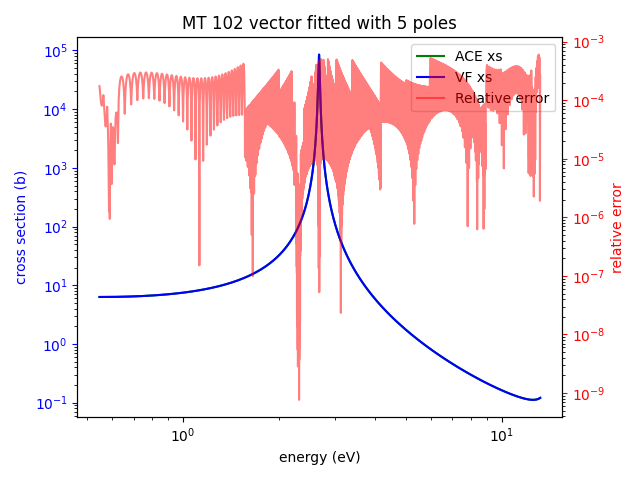 MT 102 vector fitted with 5 poles
ACE xs
VF xs
Relative error
cross section (b)
10^5
10^4
10^3
10^2
10^1
10^0
10^-1
10^-3
10^-4
10^-5
10^-6
10^-7
10^-8
10^-9
relative error
10^0
10^1
energy (eV)